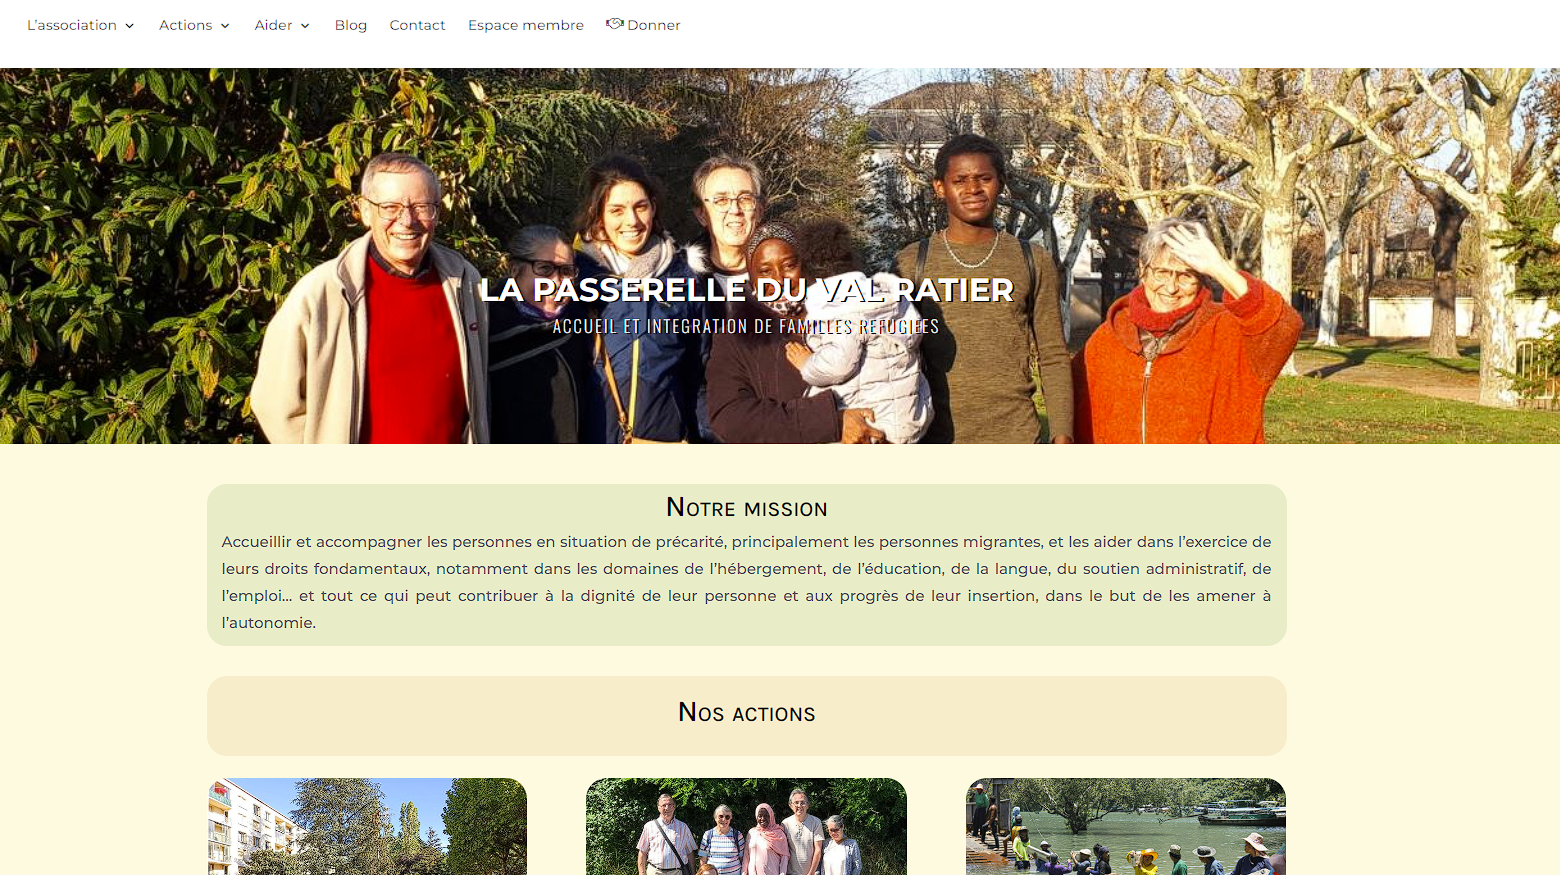 L'association Actions Aider Blog Contact Espace membre Donner
LA PASSERELLE DU VAL RATIER
ACCUEIL ET INTEGRATION DE FAMILLES REFUGIEES
Notre mission
Accueillir et accompagner les personnes en situation de précarité, principalement les personnes migrantes, et les aider dans l'exercice de
leurs droits fondamentaux, notamment dans les domaines de l'hébergement, de l'éducation, de la langue, du soutien administratif, de
l'emploi… et tout ce qui peut contribuer à la dignité de leur personne et aux progrès de leur insertion, dans le but de les amener à
l'autonomie.
Nos actions